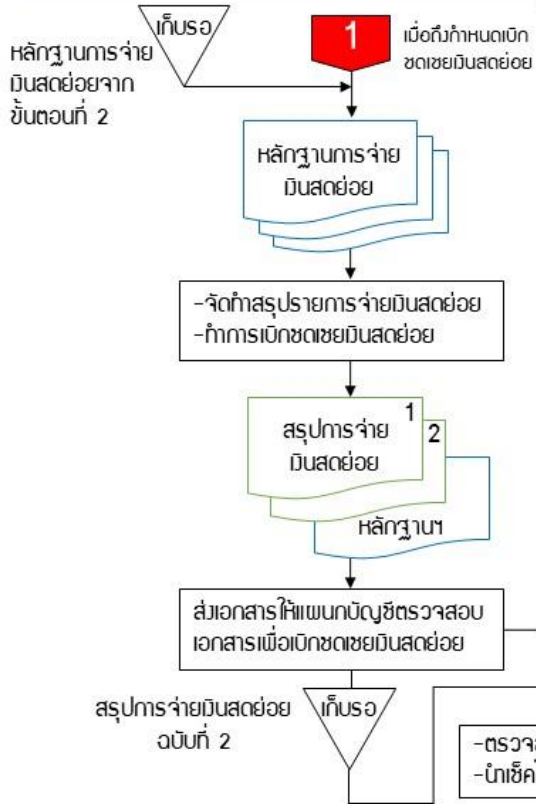 เก็บรอ
1
เมื่อถึงกำหนดเบิก
ชดเชยเงินสดย่อย
หลักฐานการจ่าย
เงินสดย่อยจาก
ขั้นตอนที่ 2
หลักฐานการจ่าย
เงินสดย่อย
-จัดทำสรุปรายการจ่ายเงินสดย่อย
-ทำการเบิกชดเชยเงินสดย่อย
1
2
สรุปการจ่าย
เงินสดย่อย
หลักฐานฯ
ส่งเอกสารให้แผนกบัญชีตรวจสอบ
เอกสารเพื่อเบิกชดเชยเงินสดย่อย
สรุปการจ่ายเงินสดย่อย
ฉบับที่ 2
เก็บรอ
-ตรวจส
-นำเช็ค